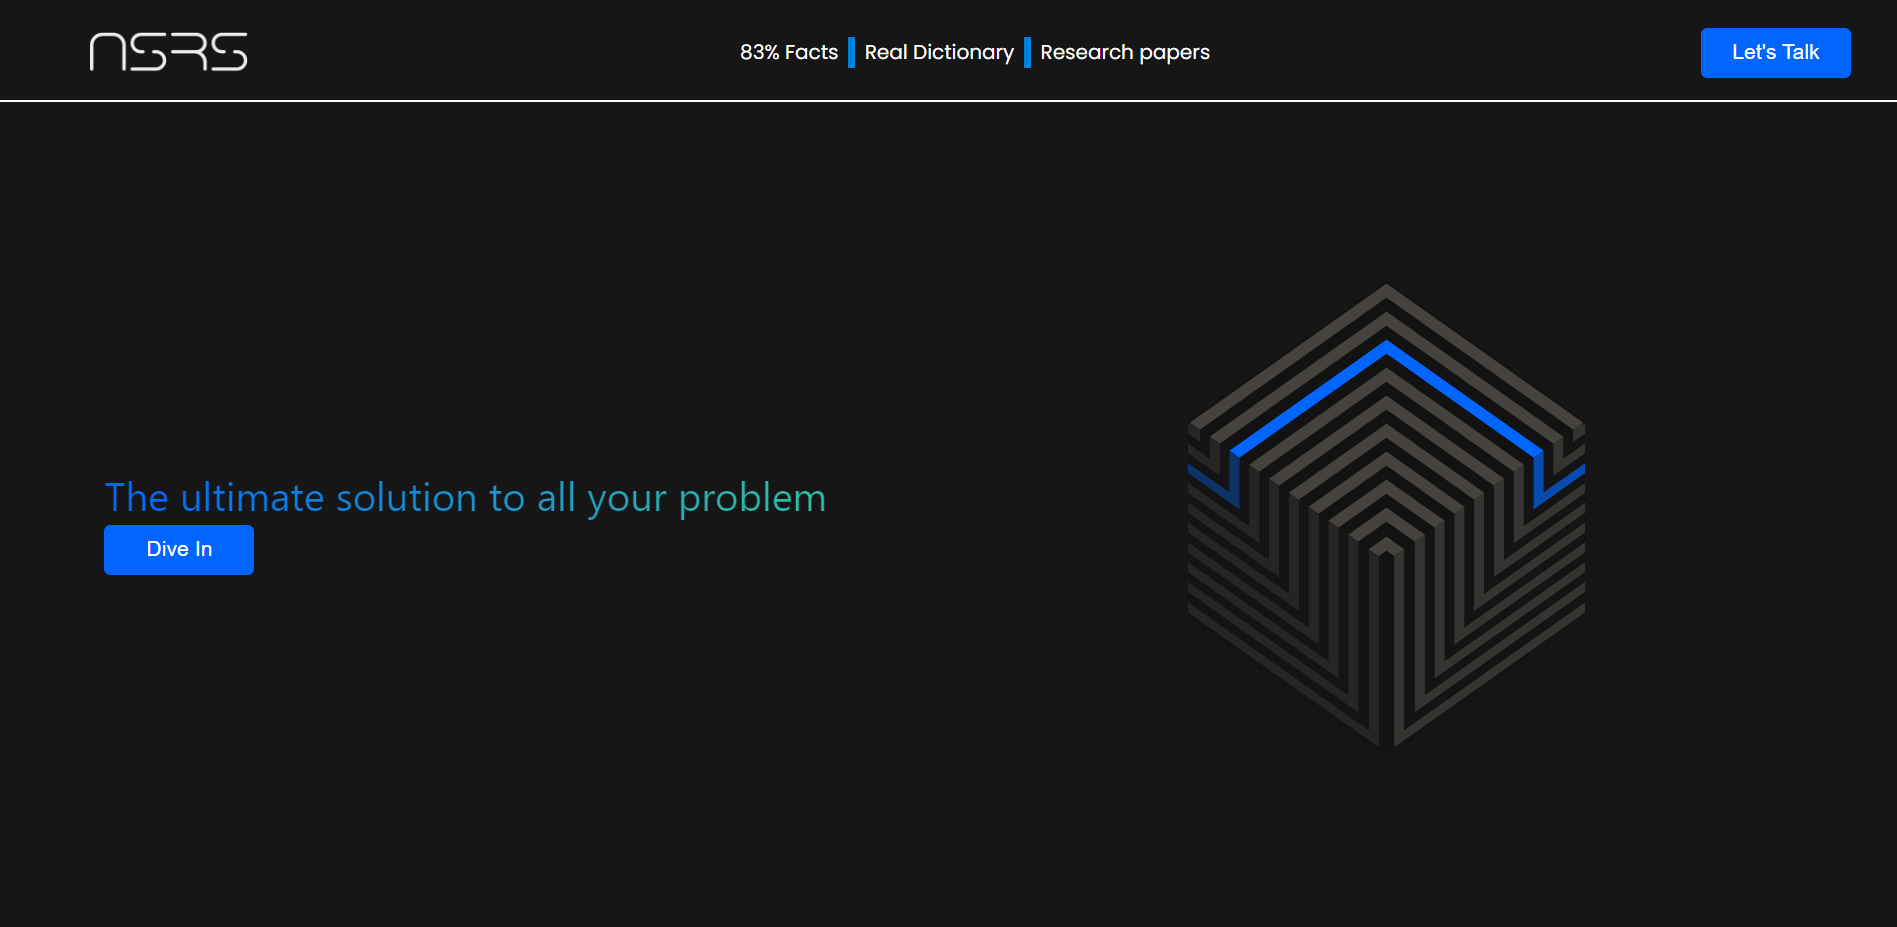 NSRS
83% Facts Real Dictionary Research papers
Let's Talk
The ultimate solution to all your problem
Dive In